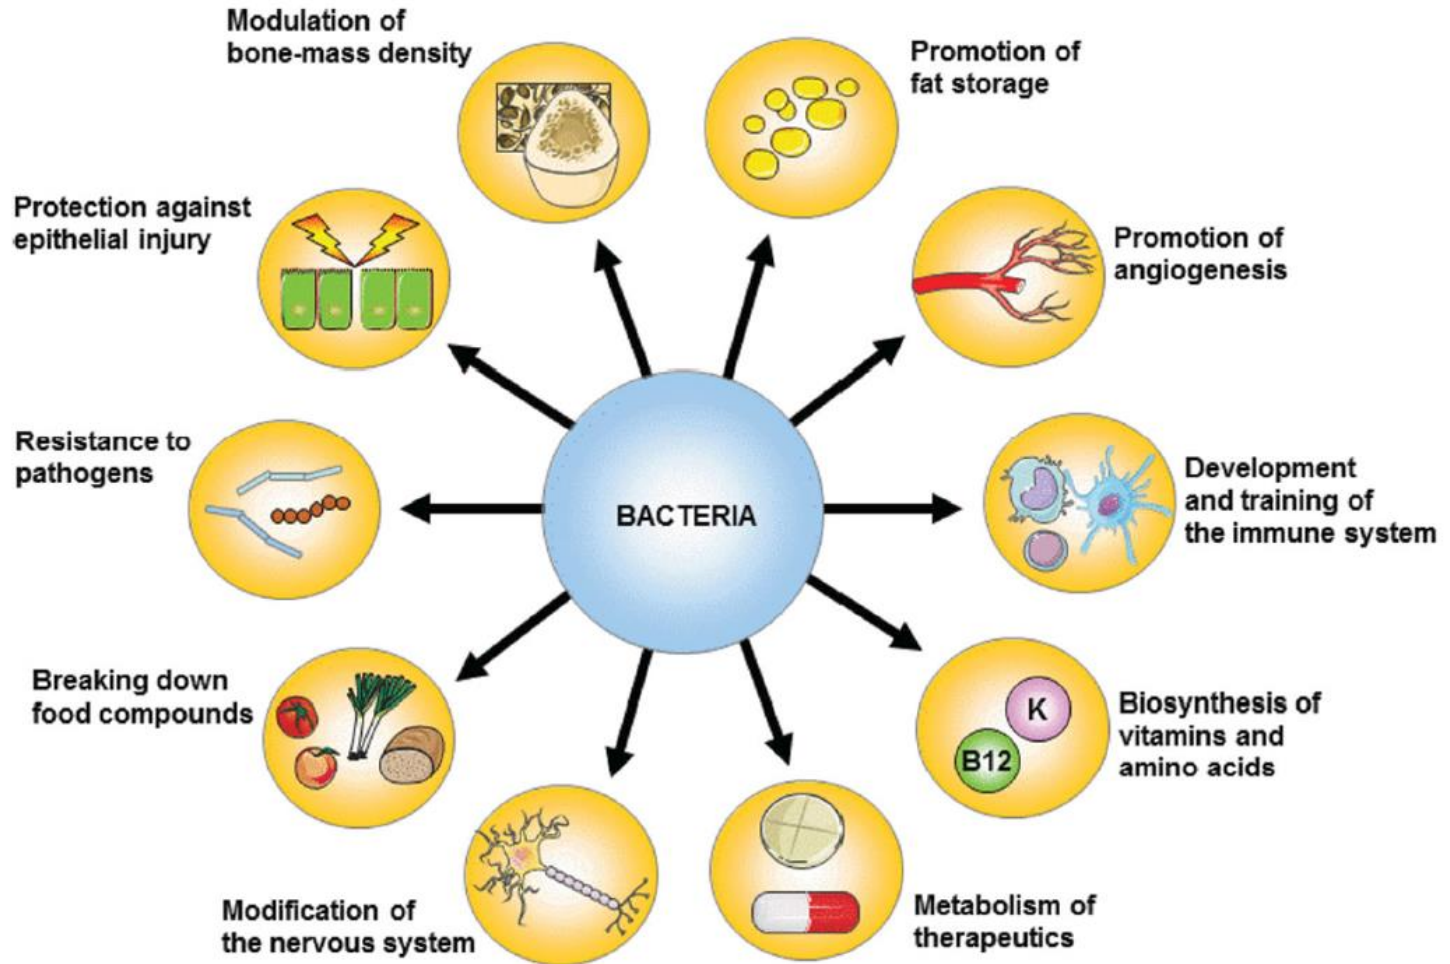 Modulation of
bone-mass density
Promotion of
fat storage
Protection against
epithelial injury
Promotion of
angiogenesis
Resistance to
pathogens
BACTERIA
Development
and training of
the immune system
Breaking down
food compounds
K
B12
Biosynthesis of
vitamins and
amino acids
Modification of
the nervous system
Metabolism of
therapeutics